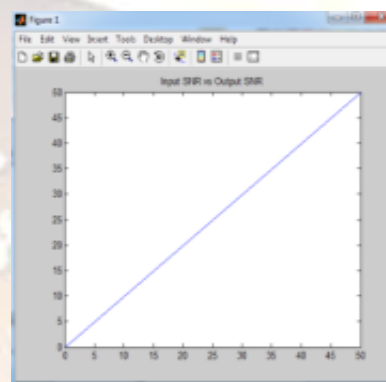 Figure 1
File Edit View Insert Tools Desktop Window Help
Input SNR vs Output SNR
50
45
40
35
30
25
20
15
10
5
0
0 5 10 15 20 25 30 35 40 45 50